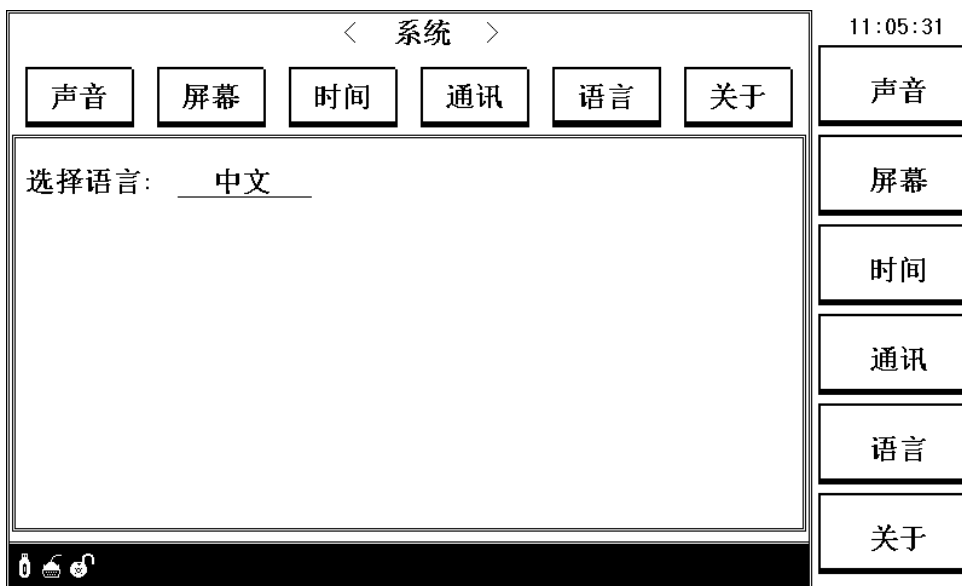 〈 系统 〉
11:05:31
声音 屏幕 时间 通讯 语言 关于
选择语言: 中文
声音
屏幕
时间
通讯
语言
关于